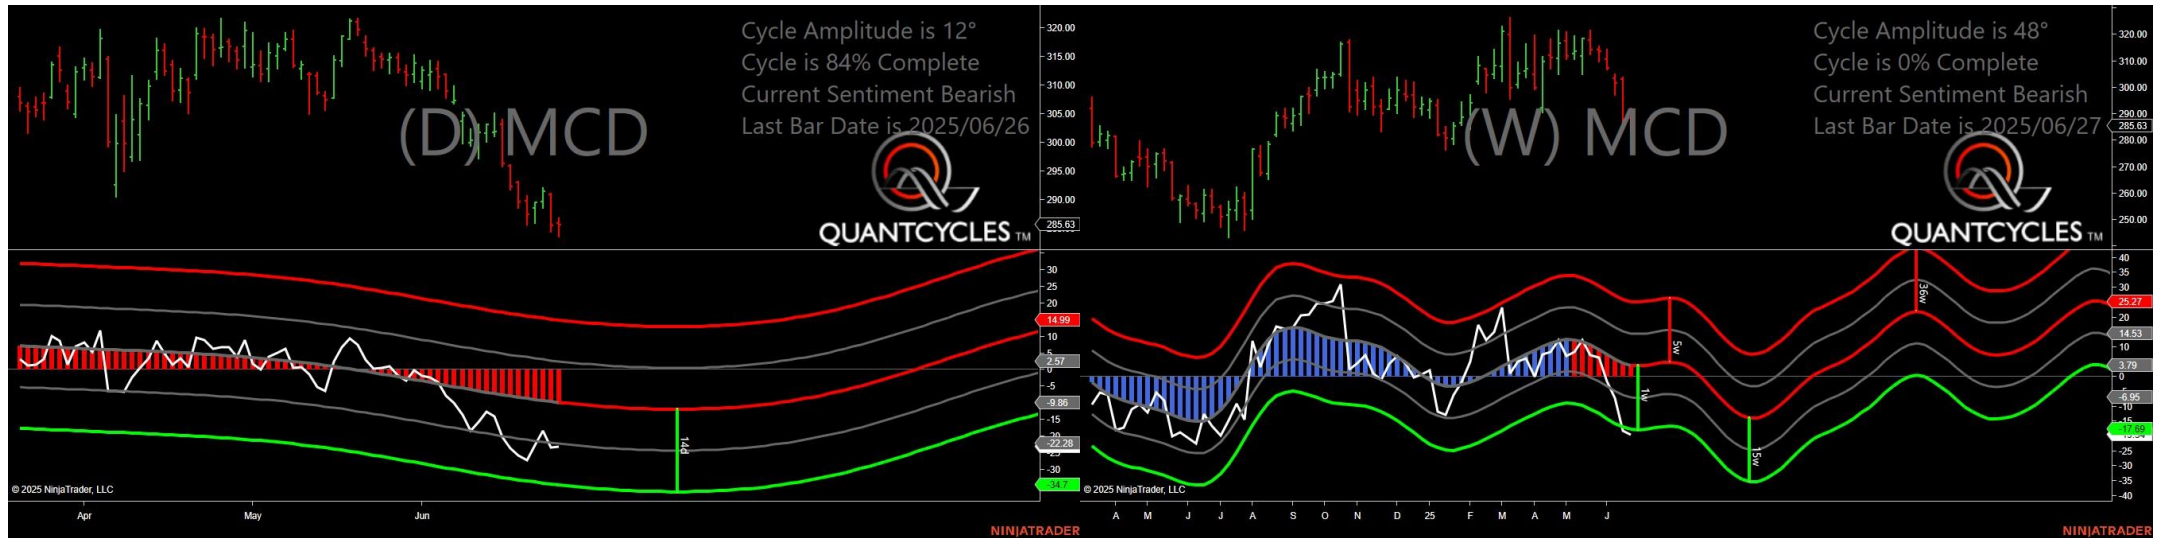 Cycle Amplitude is 12°
Cycle is 84% Complete
Current Sentiment Bearish
Last Bar Date is 2025/06/26
(D) MCD
QUANTCYCLES TM
320.00
315.00
310.00
305.00
300.00
295.00
290.00
285.63
30
25
20
14.99
10
5
2.57
0
-5
-9.86
-15
-22.28
-25
-30
-34.7
14d
© 2025 NinjaTrader, LLC
Apr May Jun
NINJATRADER
Cycle Amplitude is 48°
Cycle is 0% Complete
Current Sentiment Bearish
Last Bar Date is 2025/06/27
(W) MCD
QUANTCYCLES TM
320.00
310.00
300.00
290.00
285.63
280.00
270.00
260.00
250.00
40
35
30
25.27
20
14.53
10
3.79
0
-6.95
-10
-15
-17.69
-25
-30
-35
-40
5w
1w
15w
36w
© 2025 NinjaTrader, LLC
A M J J A S O N D 25 F M A M J
NINJATRADER